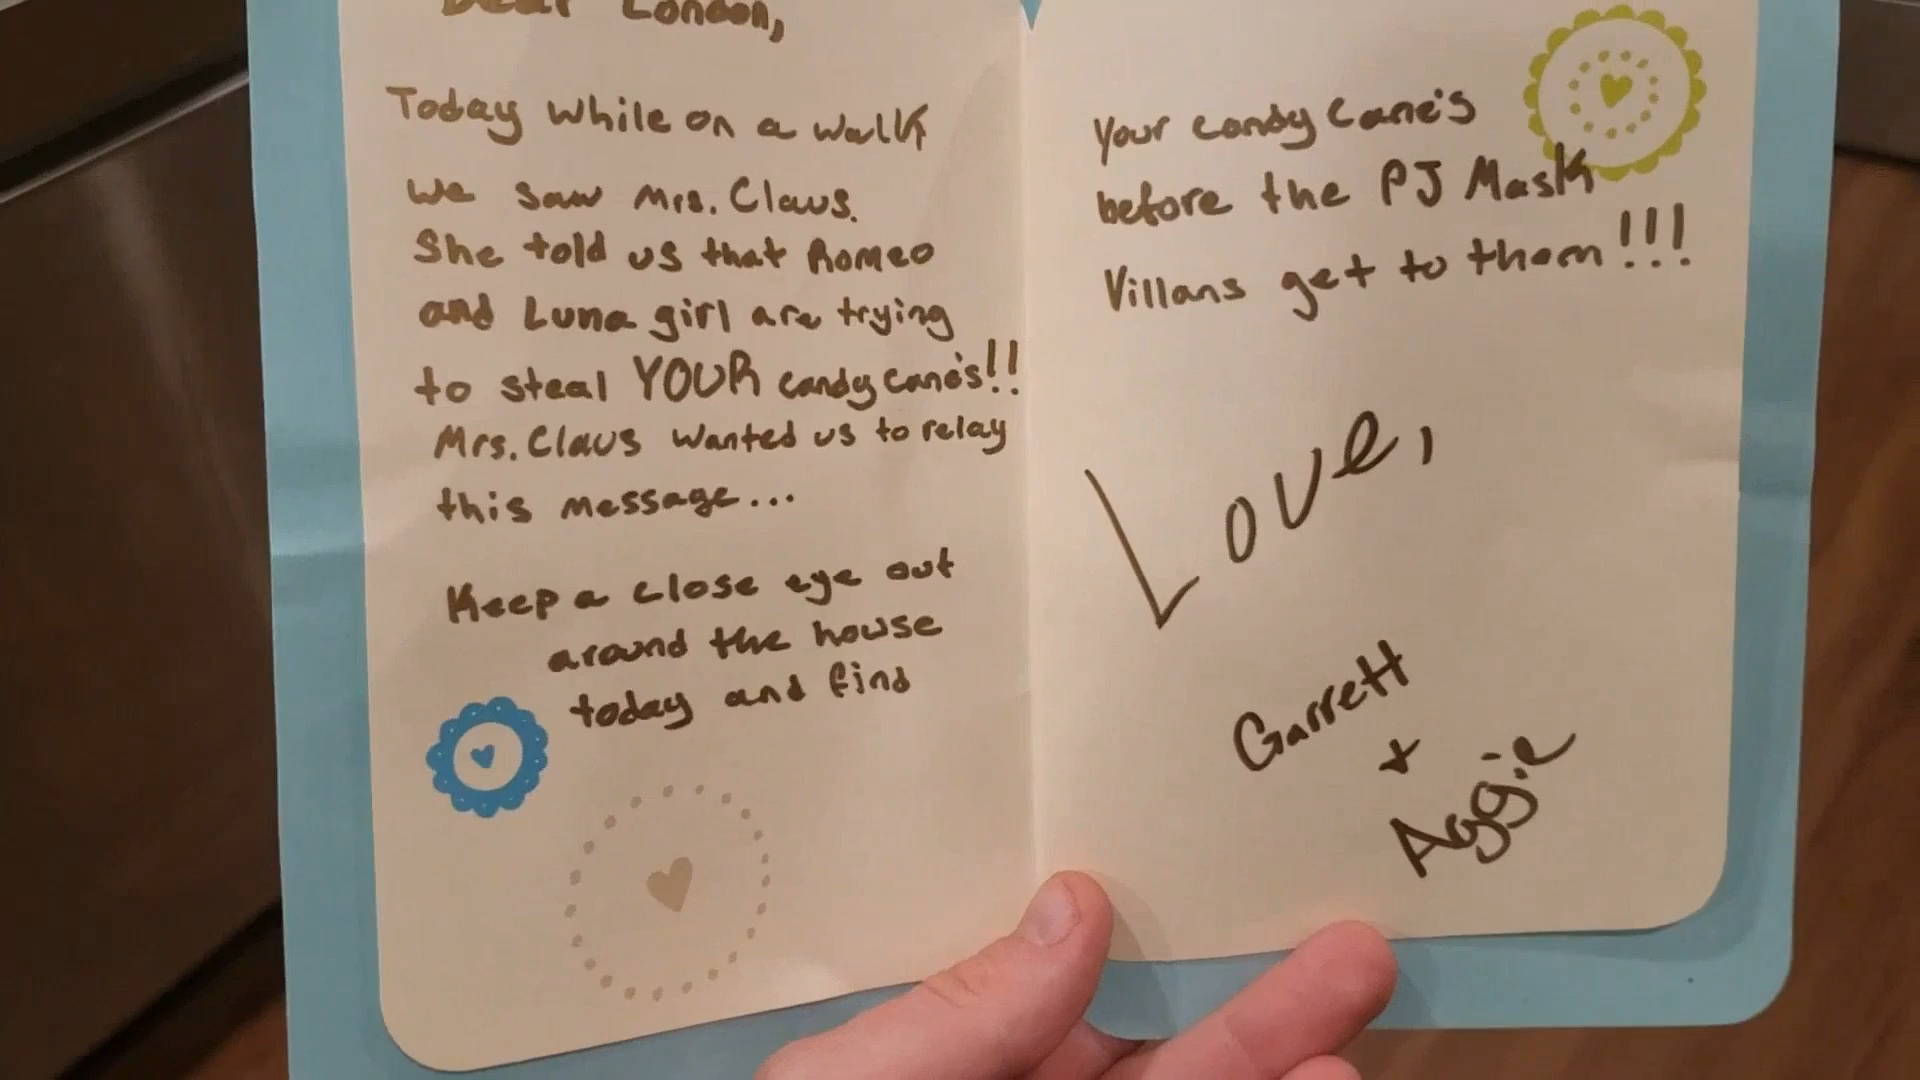 Dear London,
Today while on a walk
we saw Mrs. Claus.
She told us that Romeo
and Luna girl are trying
to steal YOUR candy cane's!!
Mrs. Claus wanted us to relay
this message...
Keep a close eye out
around the house
today and find
your candy cane's
before the PJ Mask
Villans get to them!!!
Love,
Garrett
+
Aggie